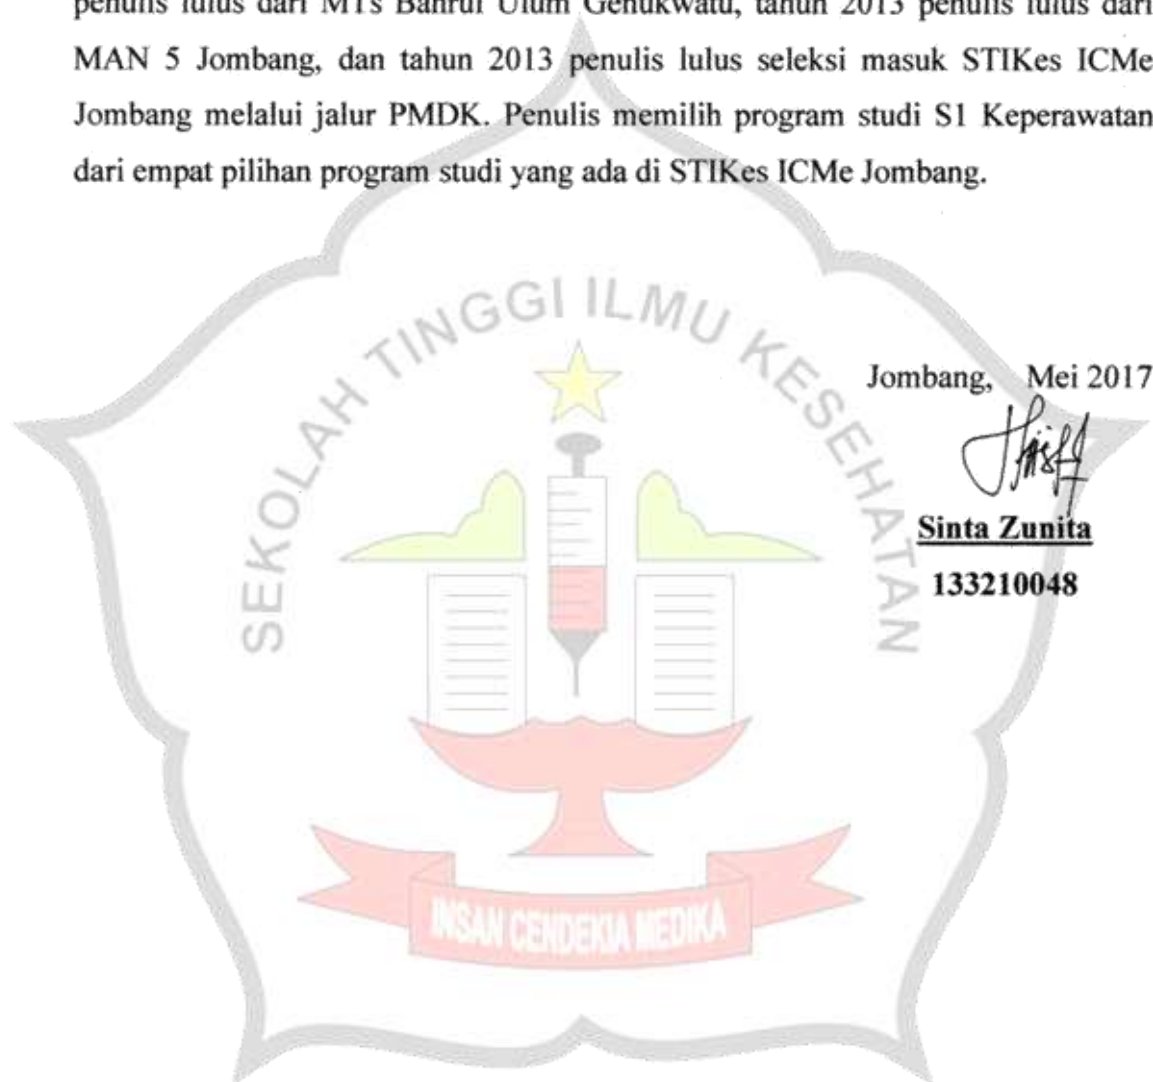 penulis lulus dari MTs Bahrul Ulum Genukwatu, tahun 2013 penulis lulus dari
MAN 5 Jombang, dan tahun 2013 penulis lulus seleksi masuk STIKes ICMe
Jombang melalui jalur PMDK. Penulis memilih program studi S1 Keperawatan
dari empat pilihan program studi yang ada di STIKes ICMe Jombang.
SEKOLAH TINGGI ILMU KESEHATAN
Jombang, Mei 2017
Sinta Zunita
133210048
INSAN CENDEKIA MEDIKA